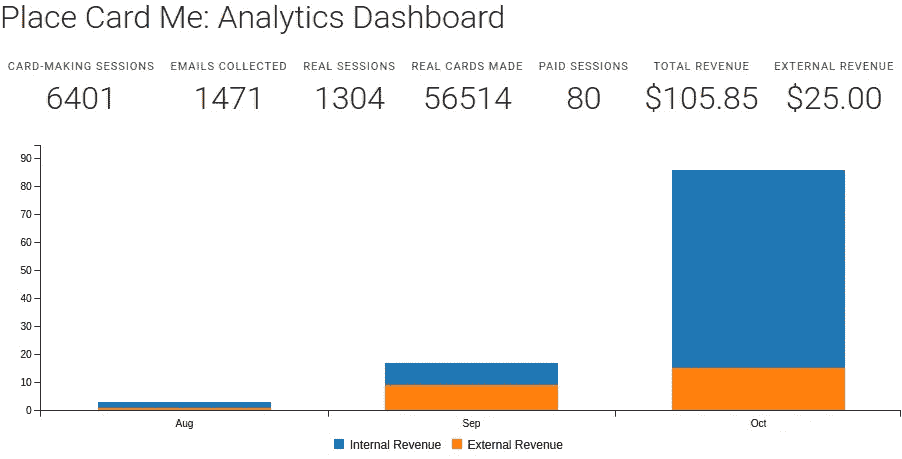 Place Card Me: Analytics Dashboard
CARD-MAKING SESSIONS EMAILS COLLECTED REAL SESSIONS REAL CARDS MADE PAID SESSIONS TOTAL REVENUE EXTERNAL REVENUE
6401 1471 1304 56514 80 $105.85 $25.00
90
80
70
60
50
40
30
20
10
0
Aug Sep Oct
Internal Revenue External Revenue